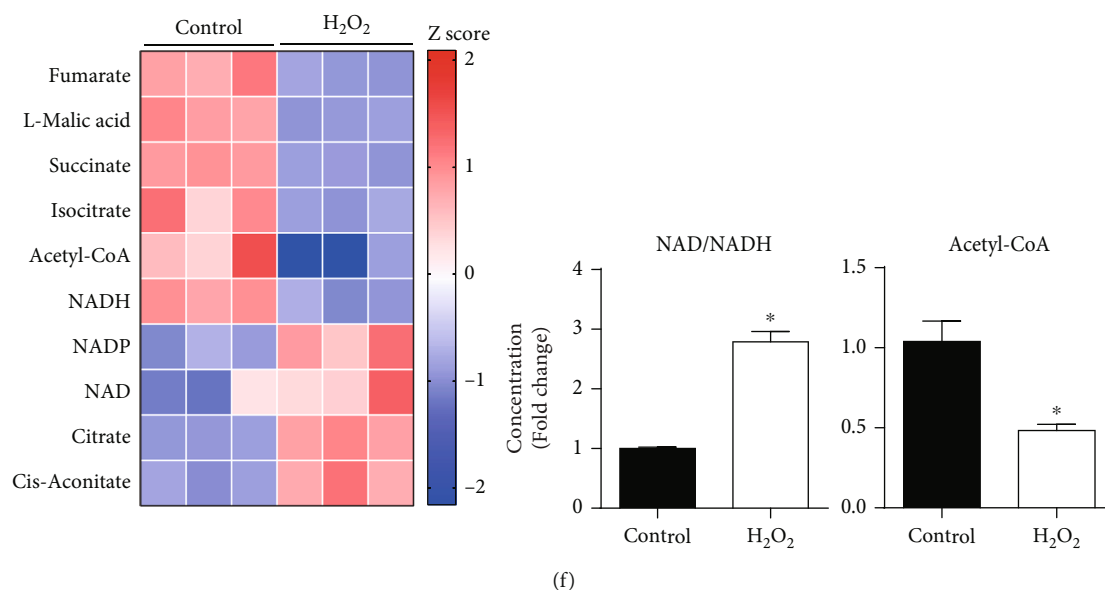 Control
H₂O₂
Z score
Fumarate
L-Malic acid
Succinate
Isocitrate
Acetyl-CoA
NADH
NADP
NAD
Citrate
Cis-Aconitate
2
1
0
−1
−2
NAD/NADH
Concentration
(Fold change)
4
3
2
1
0
*
Control
H₂O₂
Acetyl-CoA
1.5
1.0
0.5
0.0
*
Control
H₂O₂
(f)